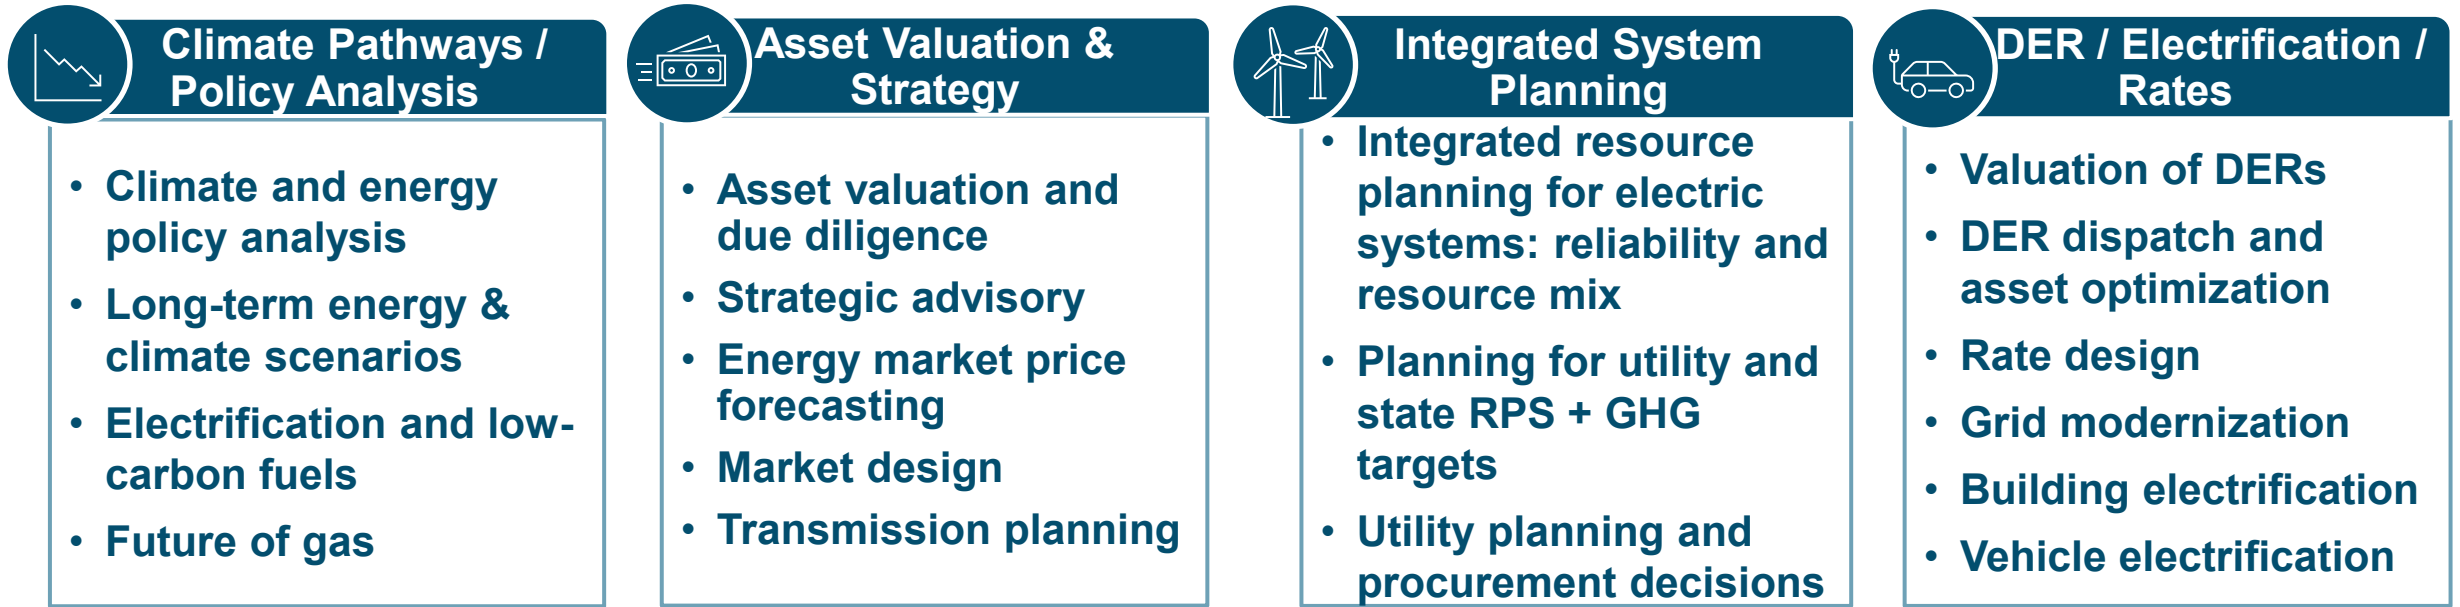 Climate Pathways /
Policy Analysis
• Climate and energy
policy analysis
• Long-term energy &
climate scenarios
• Electrification and low-
carbon fuels
• Future of gas
Asset Valuation &
Strategy
• Asset valuation and
due diligence
• Strategic advisory
• Energy market price
forecasting
• Market design
• Transmission planning
Integrated System
Planning
• Integrated resource
planning for electric
systems: reliability and
resource mix
• Planning for utility and
state RPS + GHG
targets
• Utility planning and
procurement decisions
DER / Electrification /
Rates
• Valuation of DERs
• DER dispatch and
asset optimization
• Rate design
• Grid modernization
• Building electrification
• Vehicle electrification